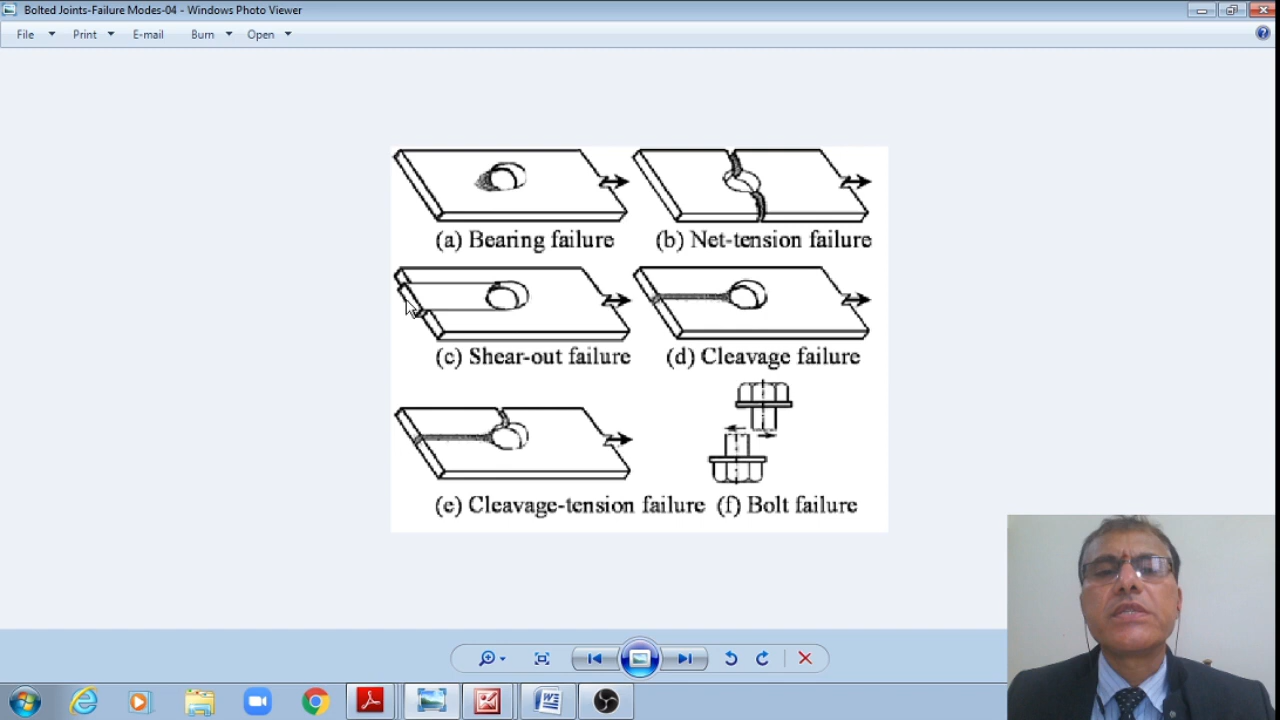 Bolted Joints-Failure Modes-04 - Windows Photo Viewer
File Print E-mail Burn Open
(a) Bearing failure (b) Net-tension failure
(c) Shear-out failure (d) Cleavage failure
(e) Cleavage-tension failure (f) Bolt failure